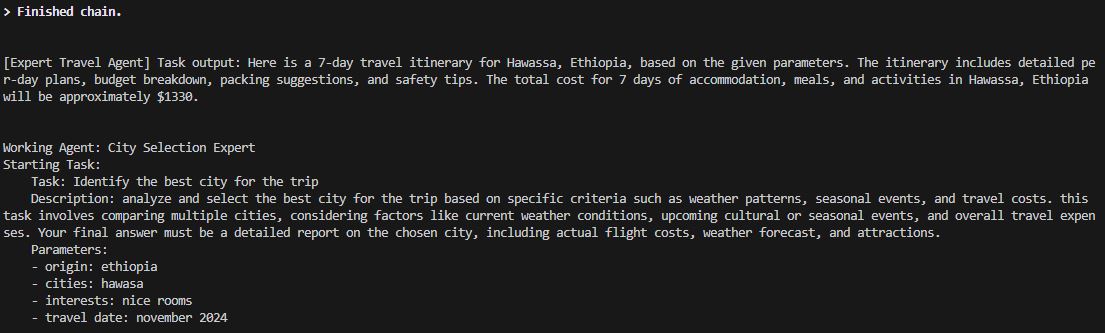 > Finished chain.
[Expert Travel Agent] Task output: Here is a 7-day travel itinerary for Hawassa, Ethiopia, based on the given parameters. The itinerary includes detailed pe
r-day plans, budget breakdown, packing suggestions, and safety tips. The total cost for 7 days of accommodation, meals, and activities in Hawassa, Ethiopia
will be approximately $1330.
Working Agent: City Selection Expert
Starting Task:
Task: Identify the best city for the trip
Description: analyze and select the best city for the trip based on specific criteria such as weather patterns, seasonal events, and travel costs. this
task involves comparing multiple cities, considering factors like current weather conditions, upcoming cultural or seasonal events, and overall travel expen
ses. Your final answer must be a detailed report on the chosen city, including actual flight costs, weather forecast, and attractions.
Parameters:
- origin: ethiopia
- cities: hawasa
- interests: nice rooms
- travel date: november 2024